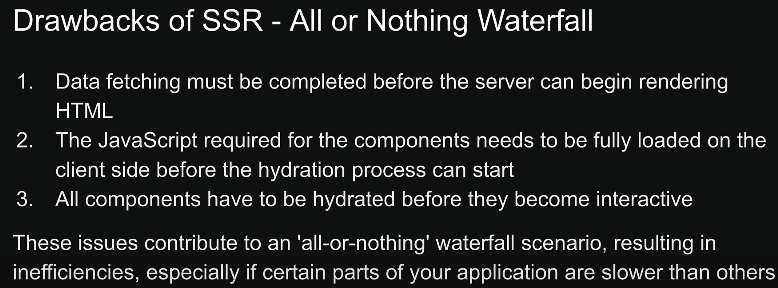 Drawbacks of SSR - All or Nothing Waterfall
1. Data fetching must be completed before the server can begin rendering
HTML
2. The JavaScript required for the components needs to be fully loaded on the
client side before the hydration process can start
3. All components have to be hydrated before they become interactive
These issues contribute to an 'all-or-nothing' waterfall scenario, resulting in
inefficiencies, especially if certain parts of your application are slower than others